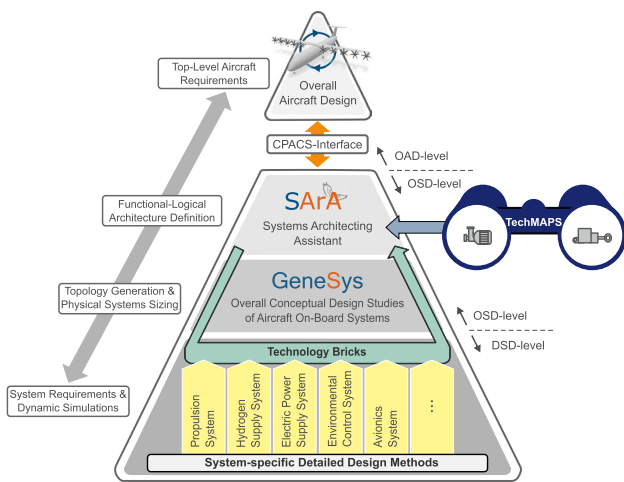 Top-Level Aircraft
Requirements
Overall
Aircraft Design
CPACS-Interface
OAD-level
OSD-level
Functional-Logical
Architecture Definition
SArA
Systems Architecting
Assistant
TechMAPS
Topology Generation &
Physical Systems Sizing
GeneSys
Overall Conceptual Design Studies
of Aircraft On-Board Systems
OSD-level
DSD-level
Technology Bricks
System Requirements &
Dynamic Simulations
Propulsion
System
Hydrogen
Supply System
Electric Power
Supply System
Environmental
Control System
Avionics
System
...
System-specific Detailed Design Methods